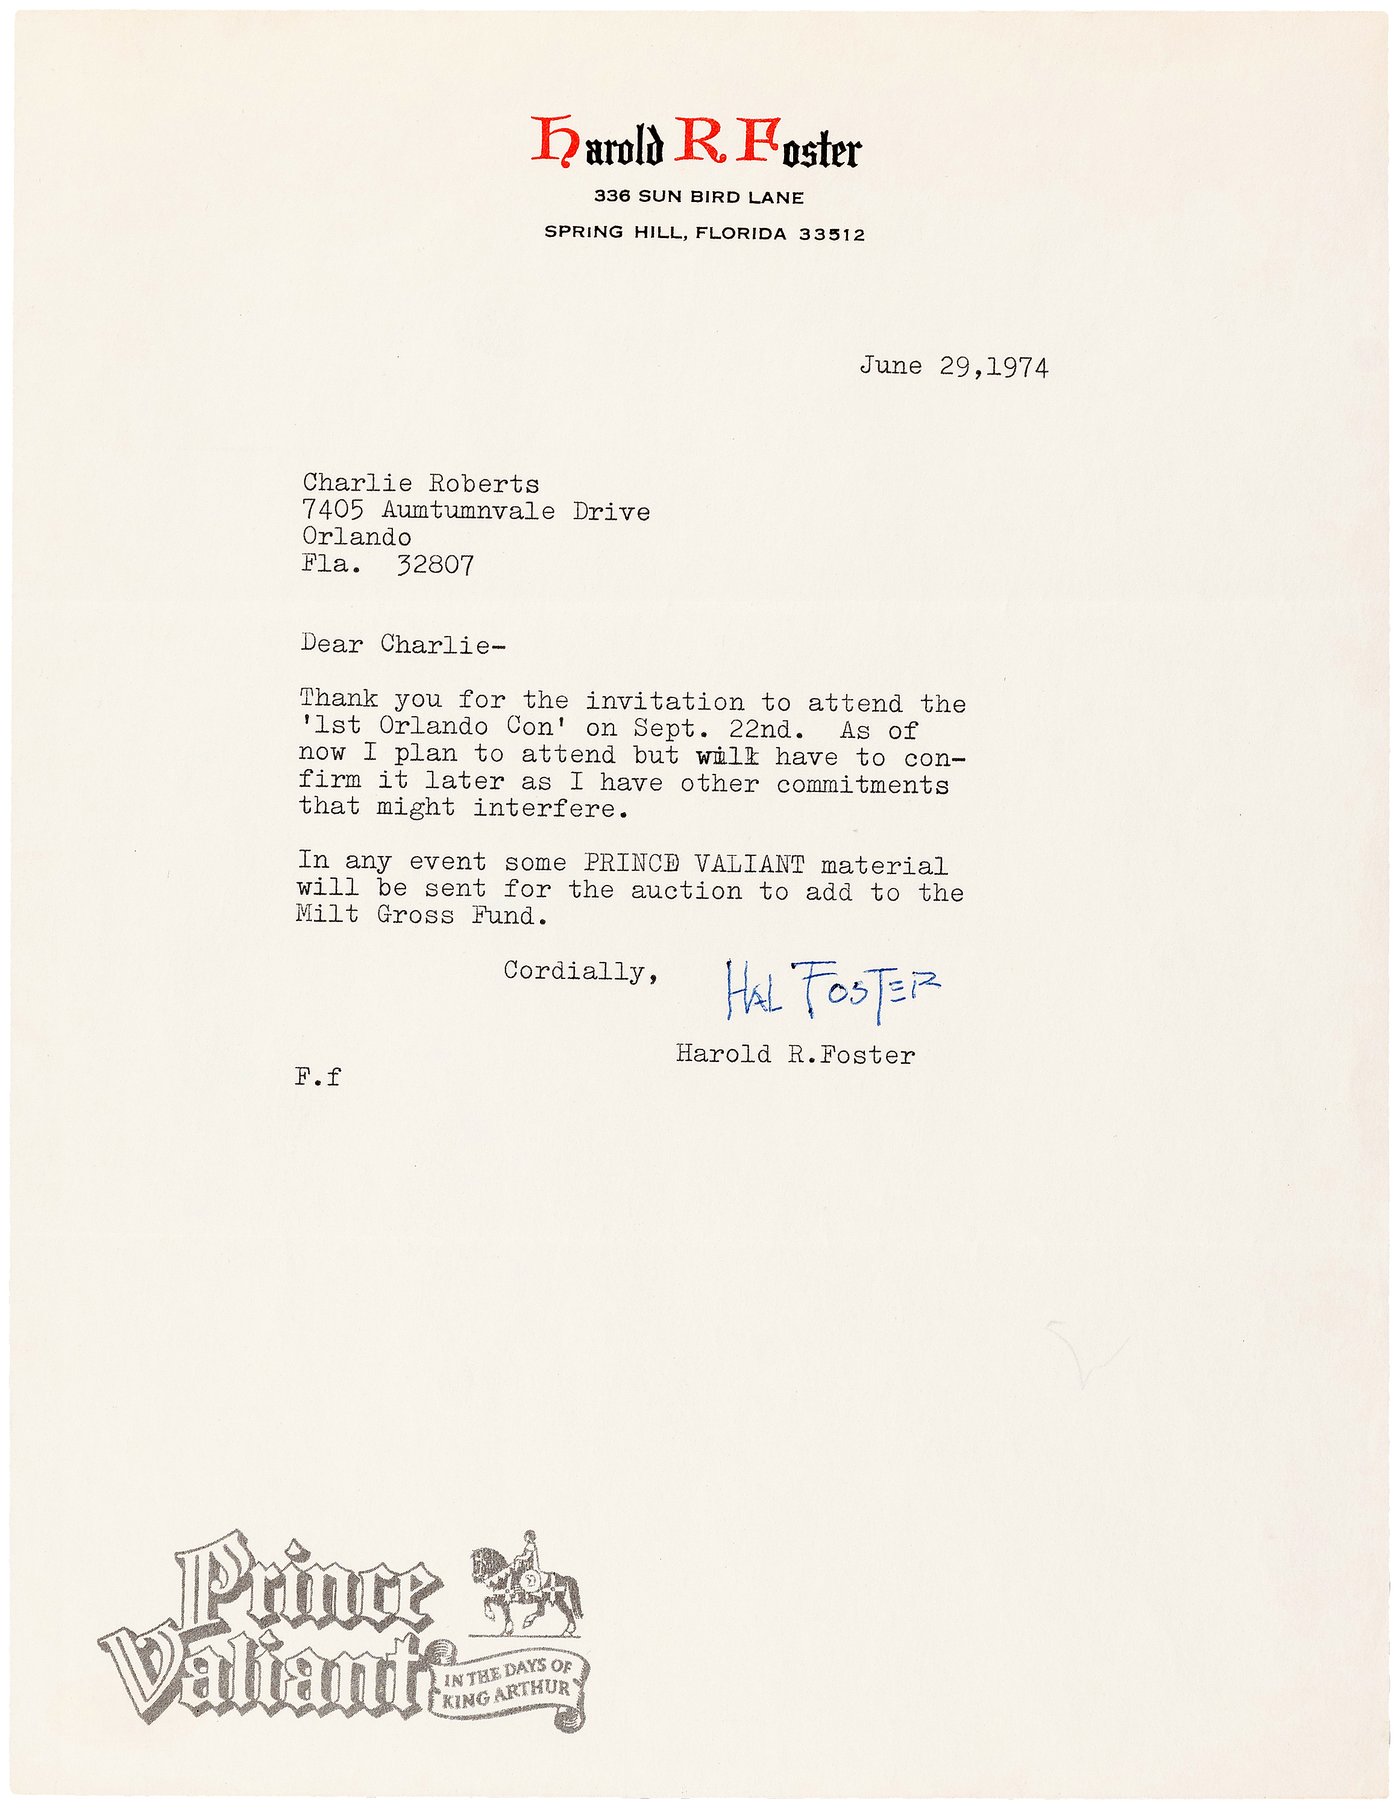 Harold R Foster
336 SUN BIRD LANE
SPRING HILL, FLORIDA 33512
June 29,1974
Charlie Roberts
7405 Aumtumnvale Drive
Orlando
Fla.  32807
Dear Charlie-
Thank you for the invitation to attend the
'1st Orlando Con' on Sept. 22nd.  As of
now I plan to attend but will have to con-
firm it later as I have other commitments
that might interfere.
In any event some PRINCE VALIANT material
will be sent for the auction to add to the
Milt Gross Fund.
Cordially,
HAL FOSTER
Harold R.Foster
F.f
Prince
Valiant
IN THE DAYS OF
KING ARTHUR